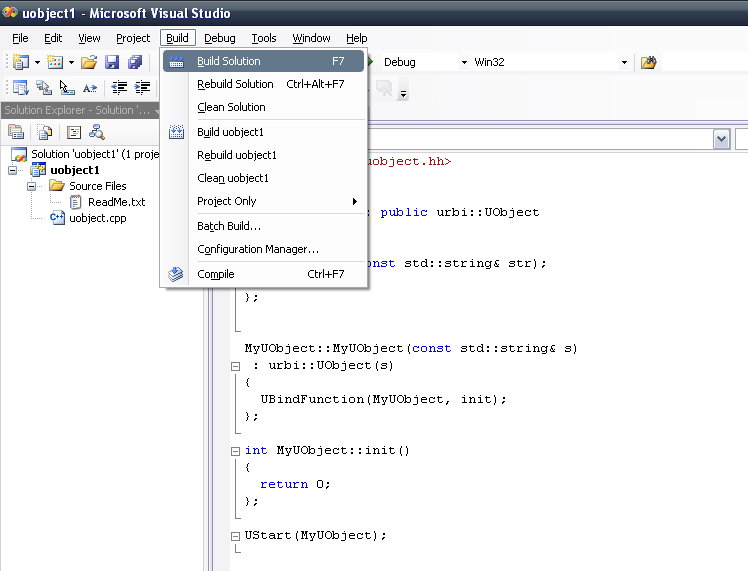 uobject1 - Microsoft Visual Studio
File Edit View Project Build Debug Tools Window Help
Debug Win32
Build Solution F7
Rebuild Solution Ctrl+Alt+F7
Clean Solution
Build uobject1
Rebuild uobject1
Clean uobject1
Project Only
Batch Build...
Configuration Manager...
Compile Ctrl+F7
Solution Explorer - Solution '...
Solution 'uobject1' (1 proje
uobject1
Source Files
ReadMe.txt
uobject.cpp
uobject.hh>
: public urbi::UObject
nst std::string& str);
};
MyUObject::MyUObject(const std::string& s)
: urbi::UObject(s)
{
UBindFunction(MyUObject, init);
};
int MyUObject::init()
{
return 0;
};
UStart(MyUObject);